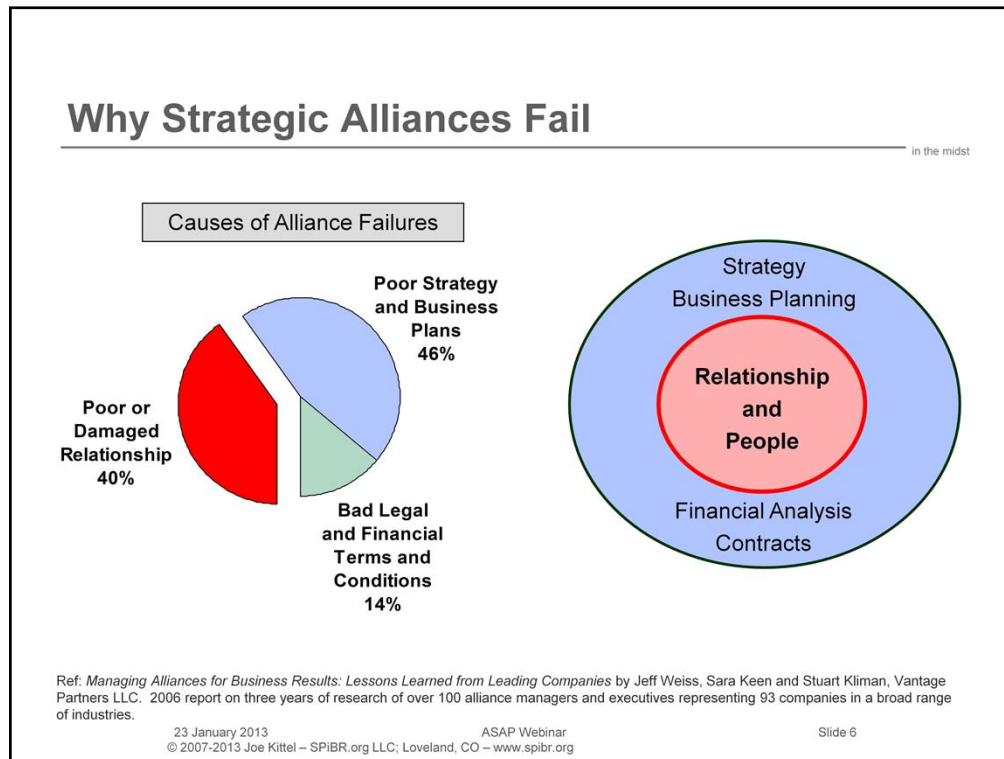 Why Strategic Alliances Fail
in the midst
Causes of Alliance Failures
Poor Strategy
and Business
Plans
46%
Poor or
Damaged
Relationship
40%
Bad Legal
and Financial
Terms and
Conditions
14%
Strategy
Business Planning
Relationship
and
People
Financial Analysis
Contracts
Ref: Managing Alliances for Business Results: Lessons Learned from Leading Companies by Jeff Weiss, Sara Keen and Stuart Kliman, Vantage
Partners LLC. 2006 report on three years of research of over 100 alliance managers and executives representing 93 companies in a broad range
of industries.
23 January 2013 ASAP Webinar Slide 6
© 2007-2013 Joe Kittel – SPiBR.org LLC; Loveland, CO – www.spibr.org